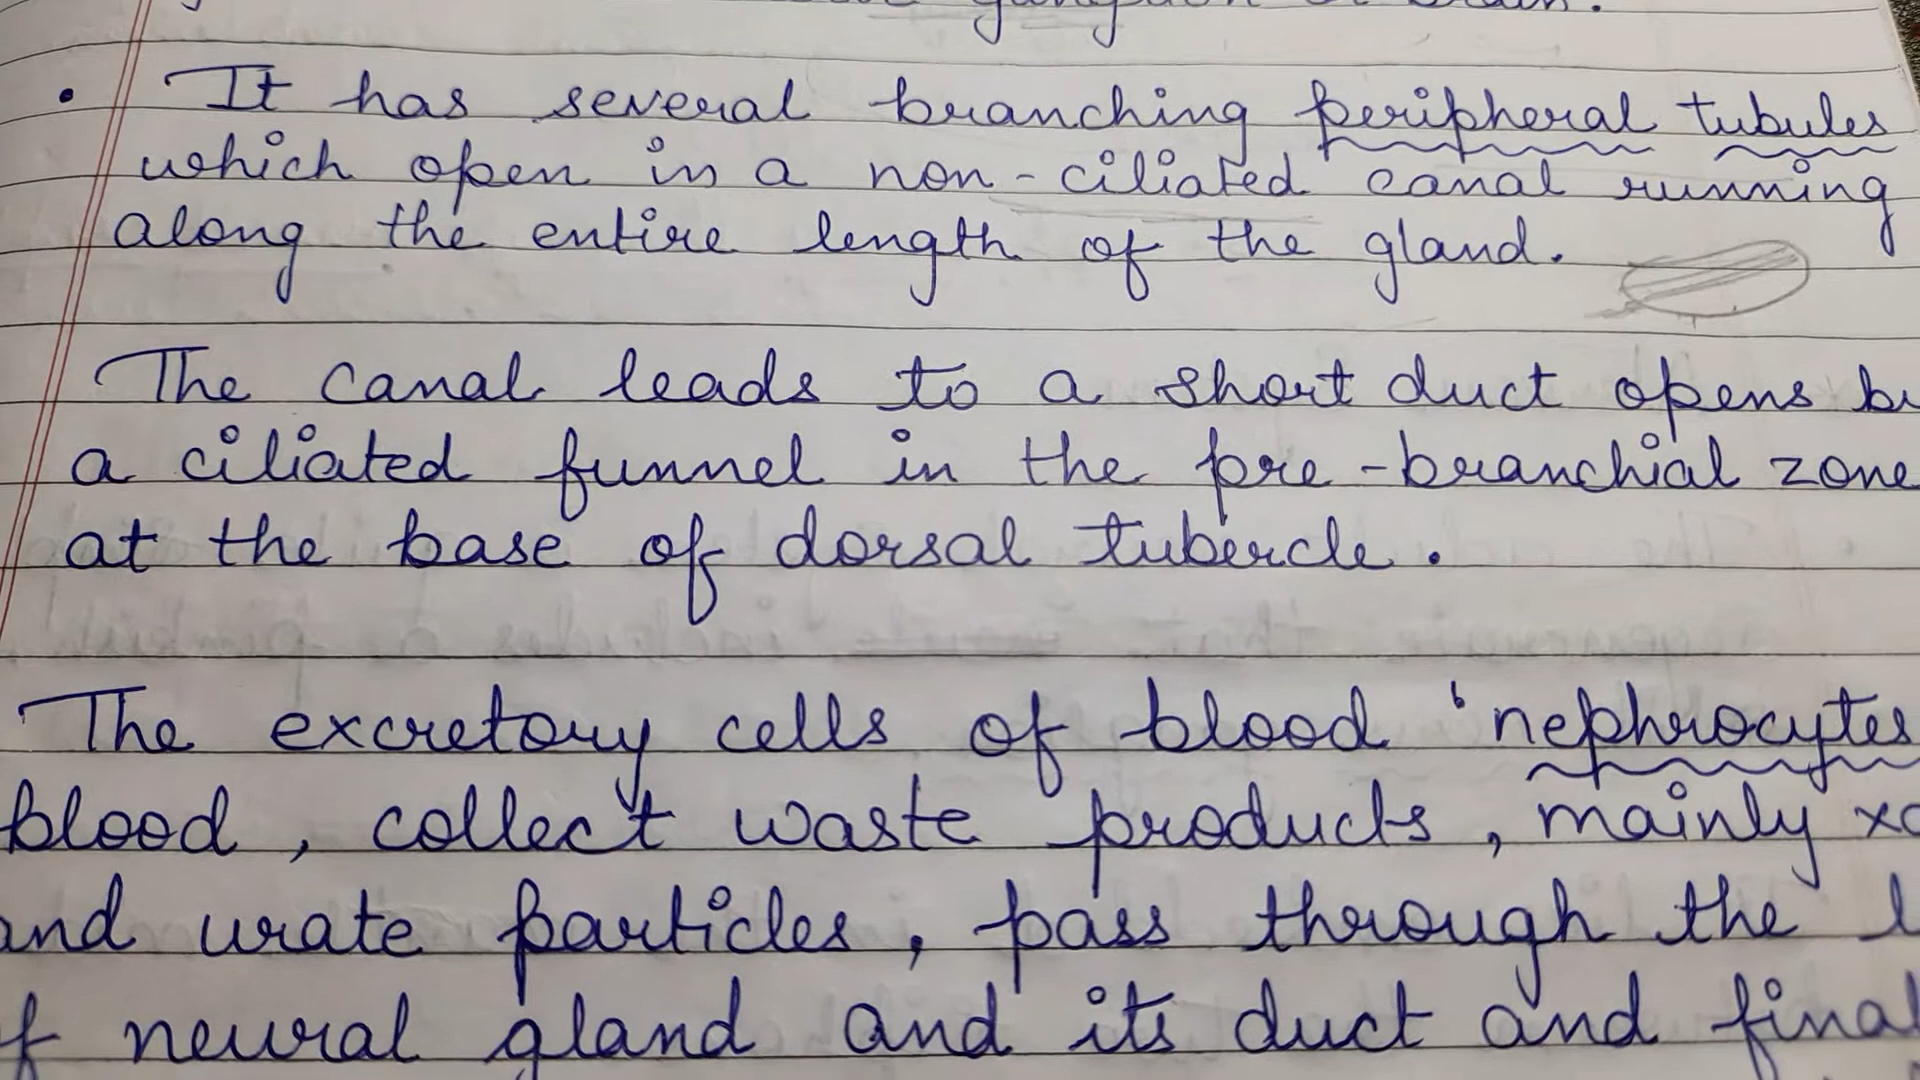 ganglion of brain.
• It has several branching peripheral tubules
which open in a non-ciliated canal running
along the entire length of the gland.
The canal leads to a short duct opens
a ciliated funnel in the pre-branchial zone
at the base of dorsal tubercle.
The excretory cells of blood 'nephrocytes
blood, collect waste products, mainly
and urate particles, pass through the
neural gland and its duct and